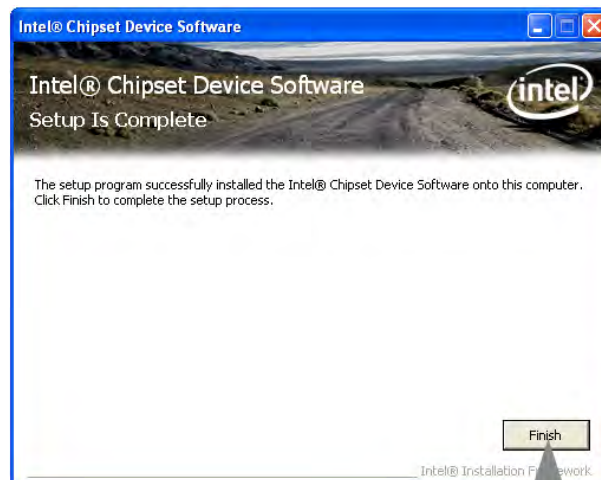 Intel® Chipset Device Software
Intel® Chipset Device Software
Setup Is Complete
intel
The setup program successfully installed the Intel® Chipset Device Software onto this computer.
Click Finish to complete the setup process.
Finish
Intel® Installation